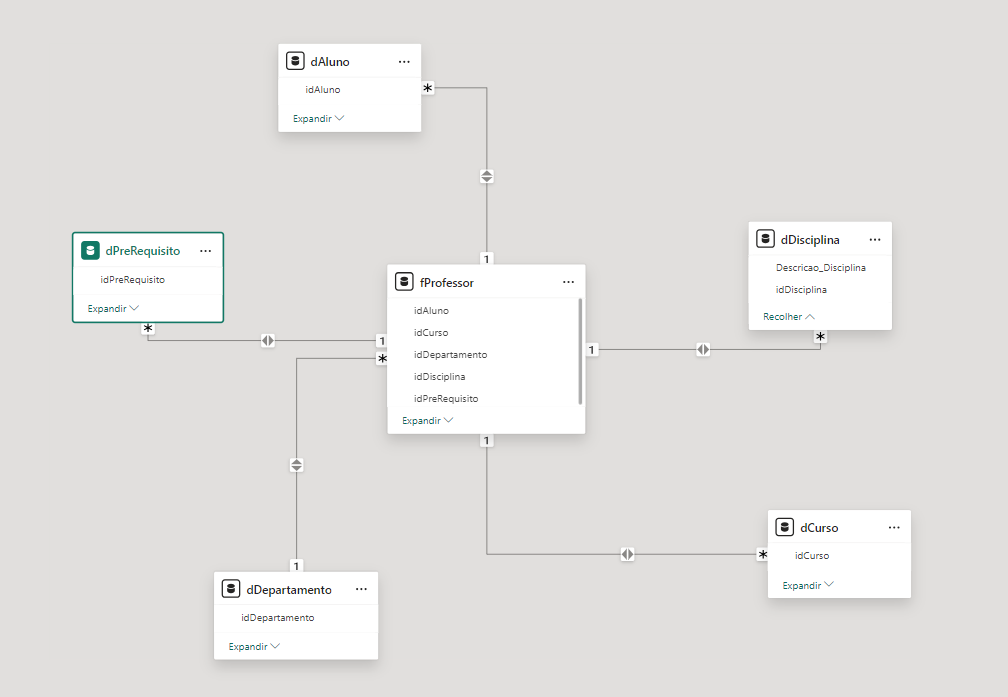 dAluno
idAluno
Expandir
*
1
dPreRequisito
idPreRequisito
Expandir
*
1
*
fProfessor
idAluno
idCurso
idDepartamento
idDisciplina
idPreRequisito
Expandir
1
1
dDisciplina
Descricao_Disciplina
idDisciplina
Recolher
*
dCurso
idCurso
Expandir
*
1
dDepartamento
idDepartamento
Expandir